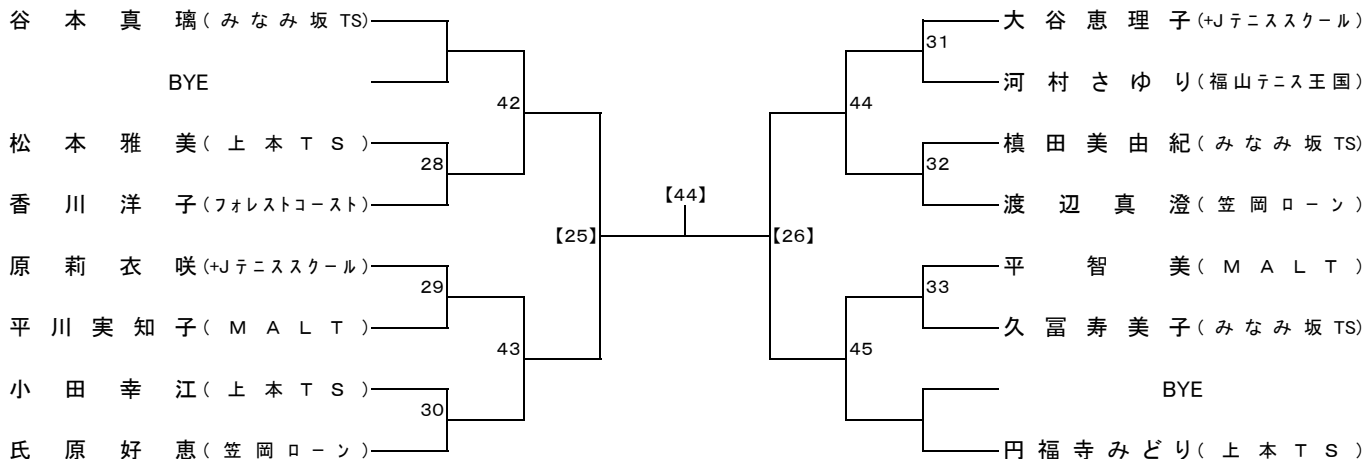 谷本真璃(みなみ坂TS)
BYE
42
松本雅美(上本TS)
28
香川洋子(フォレストコースト)
【25】
原莉衣咲(+Jテニススクール)
29
平川実知子(MALT)
43
小田幸江(上本TS)
30
氏原好恵(笠岡ローン)
【44】
大谷恵理子(+Jテニススクール)
31
河村さゆり(福山テニス王国)
44
槙田美由紀(みなみ坂TS)
32
渡辺真澄(笠岡ローン)
【26】
平智美(MALT)
33
久冨寿美子(みなみ坂TS)
45
BYE
円福寺みどり(上本TS)